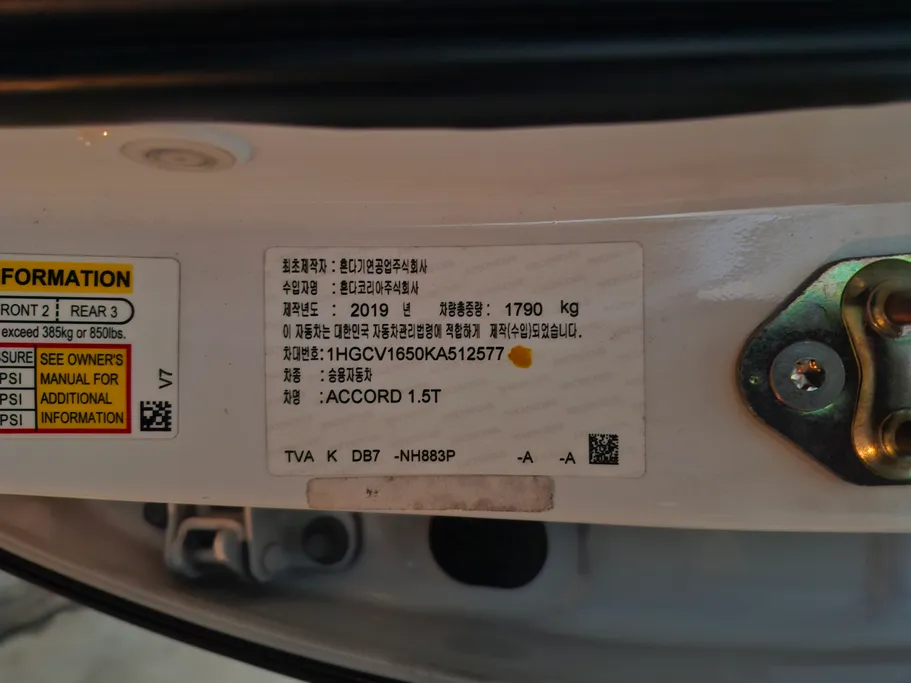 FORMATION
RONT 2 REAR 3
exceed 385kg or 850lbs.
SURE SEE OWNER'S
PSI MANUAL FOR
PSI ADDITIONAL
PSI INFORMATION
V7
최초제작자 : 혼다기연공업주식회사
수입자명 : 혼다코리아주식회사
제작년도 : 2019 년 차량총중량 : 1790 kg
이 자동차는 대한민국 자동차관리법령에 적합하게 제작(수입)되었습니다.
차대번호:1HGCV1650KA512577
차종 : 승용자동차
차명 :ACCORD 1.5T
TVA K DB7 -NH883P -A -A